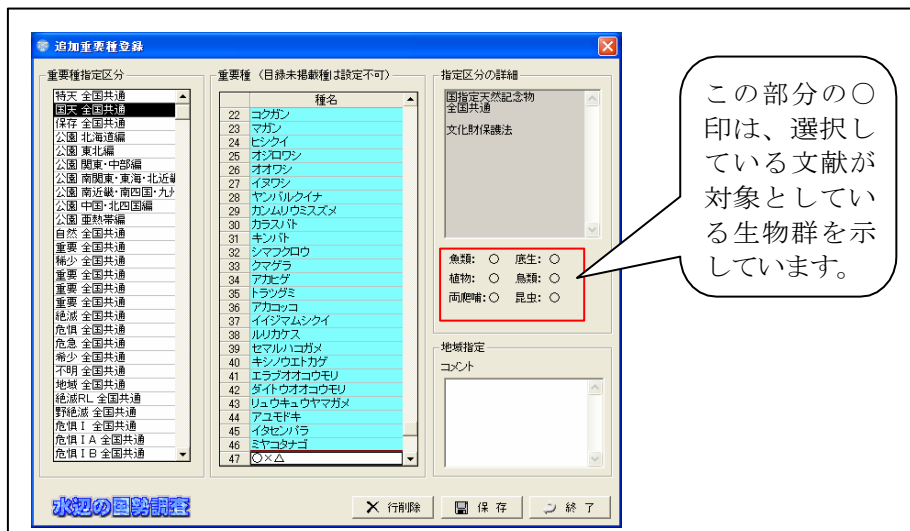 追加重要種登録
重要種指定区分
特天 全国共通
国天 全国共通
保存 全国共通
公園 北海道編
公園 東北編
公園 関東・中部編
公園 南関東・東海・北近畿
公園 南近畿・南四国・九州
公園 中国・北四国編
公園 亜熱帯編
自然 全国共通
重要 全国共通
稀少 全国共通
重要 全国共通
重要 全国共通
重要 全国共通
絶滅 全国共通
危惧 全国共通
危急 全国共通
希少 全国共通
不明 全国共通
地域 全国共通
絶滅RL 全国共通
野絶滅 全国共通
危惧Ⅰ 全国共通
危惧ⅠA 全国共通
危惧ⅠB 全国共通
重要種 (目録未掲載種は設定不可)
種名
22 コクガン
23 マガン
24 ヒシクイ
25 オジロワシ
26 オオワシ
27 イヌワシ
28 ヤンバルクイナ
29 カンムリウミスズメ
30 カラスバト
31 キンバト
32 シマフクロウ
33 クマゲラ
34 アカヒゲ
35 トラツグミ
36 アカコッコ
37 イイジマムシクイ
38 ルリカケス
39 セマルハコガメ
40 キシノウエトカゲ
41 エラブオオコウモリ
42 ダイトウオオコウモリ
43 リュウキュウヤマガメ
44 アユモドキ
45 イタセンパラ
46 ミヤコタナゴ
47 ○×△
指定区分の詳細
国指定天然記念物
全国共通
文化財保護法
魚類: ○ 底生: ○
植物: ○ 鳥類: ○
両爬哺: ○ 昆虫: ○
地域指定
コメント
水辺の国勢調査
行削除
保 存
終 了
この部分の○
印は、選択し
ている文献が
対象としてい
る生物群を示
しています。